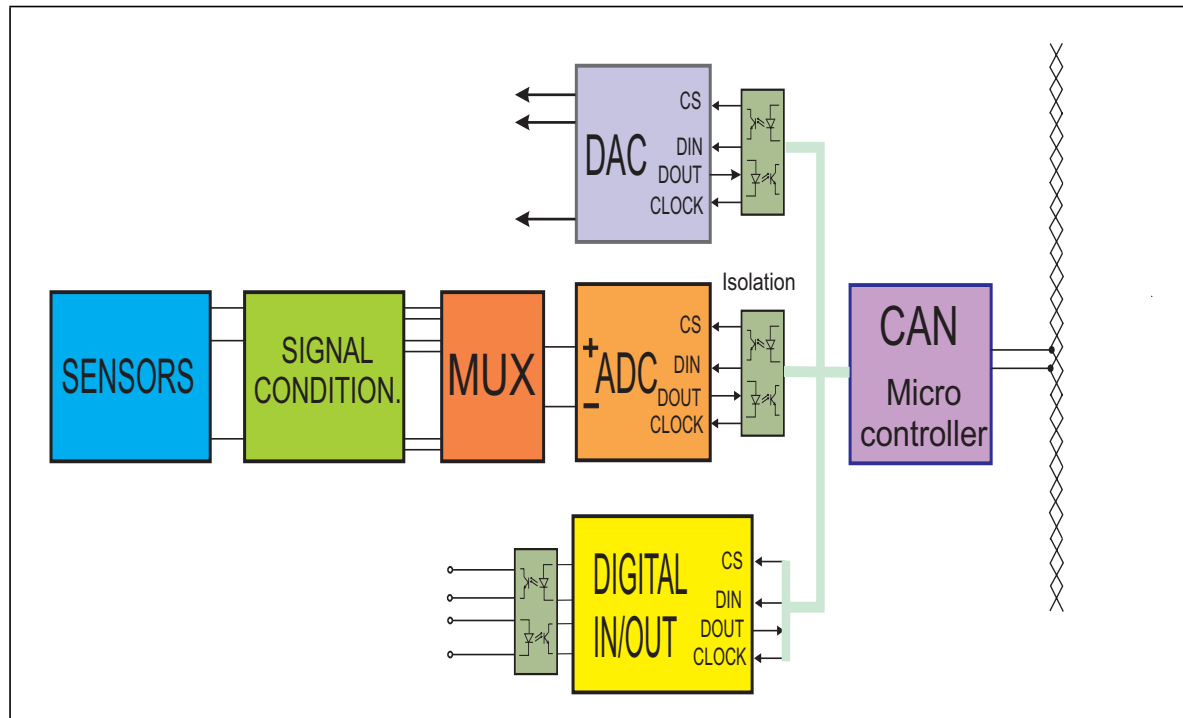 CS
DAC
DIN
DOUT
CLOCK
Isolation
SENSORS
SIGNAL
CONDITION.
MUX
+
ADC
–
CS
DIN
DOUT
CLOCK
CAN
Micro
controller
DIGITAL
IN/OUT
CS
DIN
DOUT
CLOCK